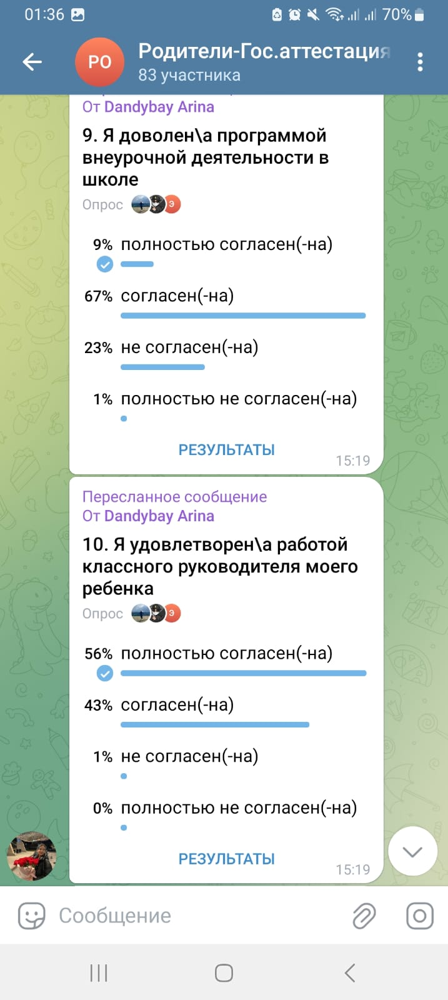 01:36
70%
РО
Родители-Гос.аттестация
83 участника
От Dandybay Arina
9. Я доволен\а программой
внеурочной деятельности в
школе
Опрос
Э
9% полностью согласен(-на)
67% согласен(-на)
23% не согласен(-на)
1% полностью не согласен(-на)
РЕЗУЛЬТАТЫ
15:19
Пересланное сообщение
От Dandybay Arina
10. Я удовлетворен\а работой
классного руководителя моего
ребенка
Опрос
Э
56% полностью согласен(-на)
43% согласен(-на)
1% не согласен(-на)
0% полностью не согласен(-на)
РЕЗУЛЬТАТЫ
15:19
Сообщение